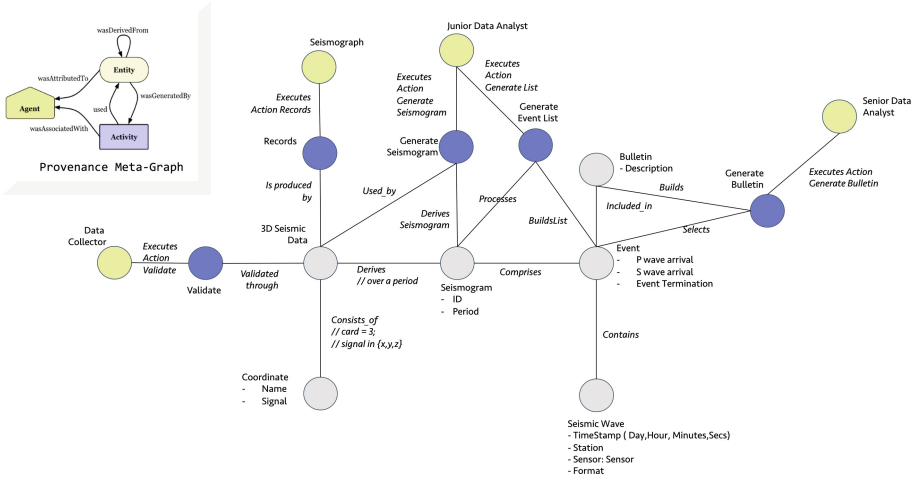 wasDerivedFrom
Entity
wasAttributedTo
wasGeneratedBy
used
Agent
wasAssociatedWith
Activity
Provenance Meta-Graph
Seismograph
Executes
Action Records
Records
Is produced
by
3D Seismic
Data
Junior Data Analyst
Executes
Action
Generate
Seismogram
Executes
Action
Generate List
Generate
Seismogram
Generate
Event List
Used_by
Derives
Seismogram
Processes
BuildsList
Bulletin
- Description
Builds
Included_in
Selects
Generate
Bulletin
Senior Data
Analyst
Executes Action
Generate Bulletin
Data
Collector
Executes
Action
Validate
Validate
Validated
through
Derives
// over a period
Seismogram
- ID
- Period
Comprises
Event
- P wave arrival
- S wave arrival
- Event Termination
Consists_of
// card = 3;
// signal in {x,y,z}
Contains
Coordinate
- Name
- Signal
Seismic Wave
- TimeStamp ( Day,Hour, Minutes,Secs)
- Station
- Sensor: Sensor
- Format